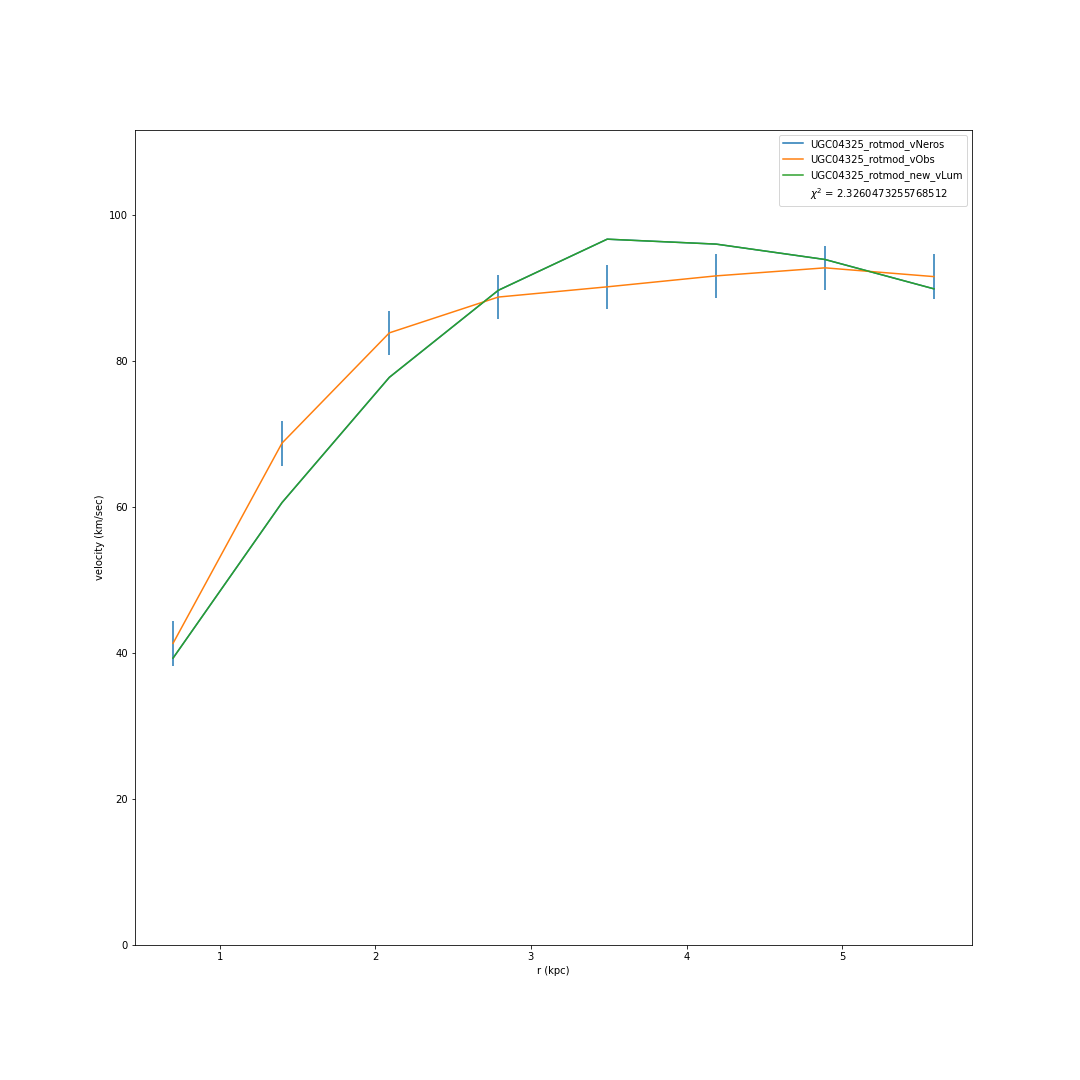 UGC04325_rotmod_vNeros
UGC04325_rotmod_vObs
UGC04325_rotmod_new_vLum
χ² = 2.3260473255768512
100
80
60
40
20
0
velocity (km/sec)
1 2 3 4 5
r (kpc)